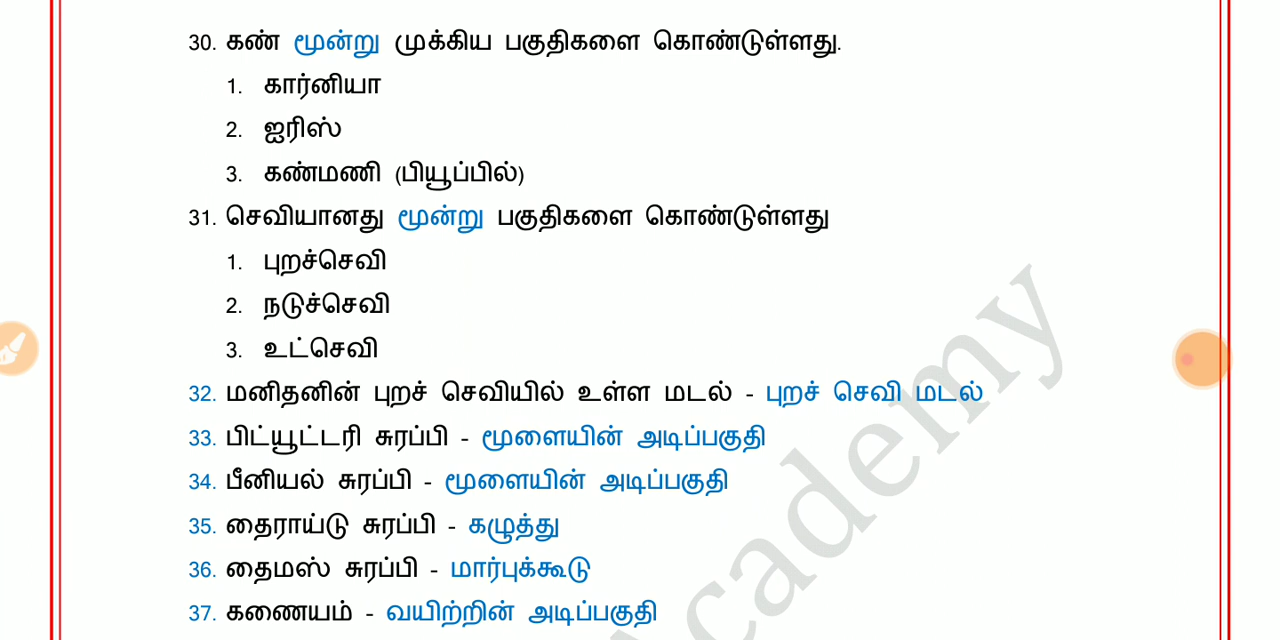 30. கண் மூன்று முக்கிய பகுதிகளை கொண்டுள்ளது.
1. கார்னியா
2. ஐரிஸ்
3. கண்மணி (பியூப்பில்)
31. செவியானது மூன்று பகுதிகளை கொண்டுள்ளது
1. புறச்செவி
2. நடுச்செவி
3. உட்செவி
32. மனிதனின் புறச் செவியில் உள்ள மடல் - புறச் செவி மடல்
33. பிட்யூட்டரி சுரப்பி - மூளையின் அடிப்பகுதி
34. பீனியல் சுரப்பி - மூளையின் அடிப்பகுதி
35. தைராய்டு சுரப்பி - கழுத்து
36. தைமஸ் சுரப்பி - மார்புக்கூடு
37. கணையம் - வயிற்றின் அடிப்பகுதி
Academy